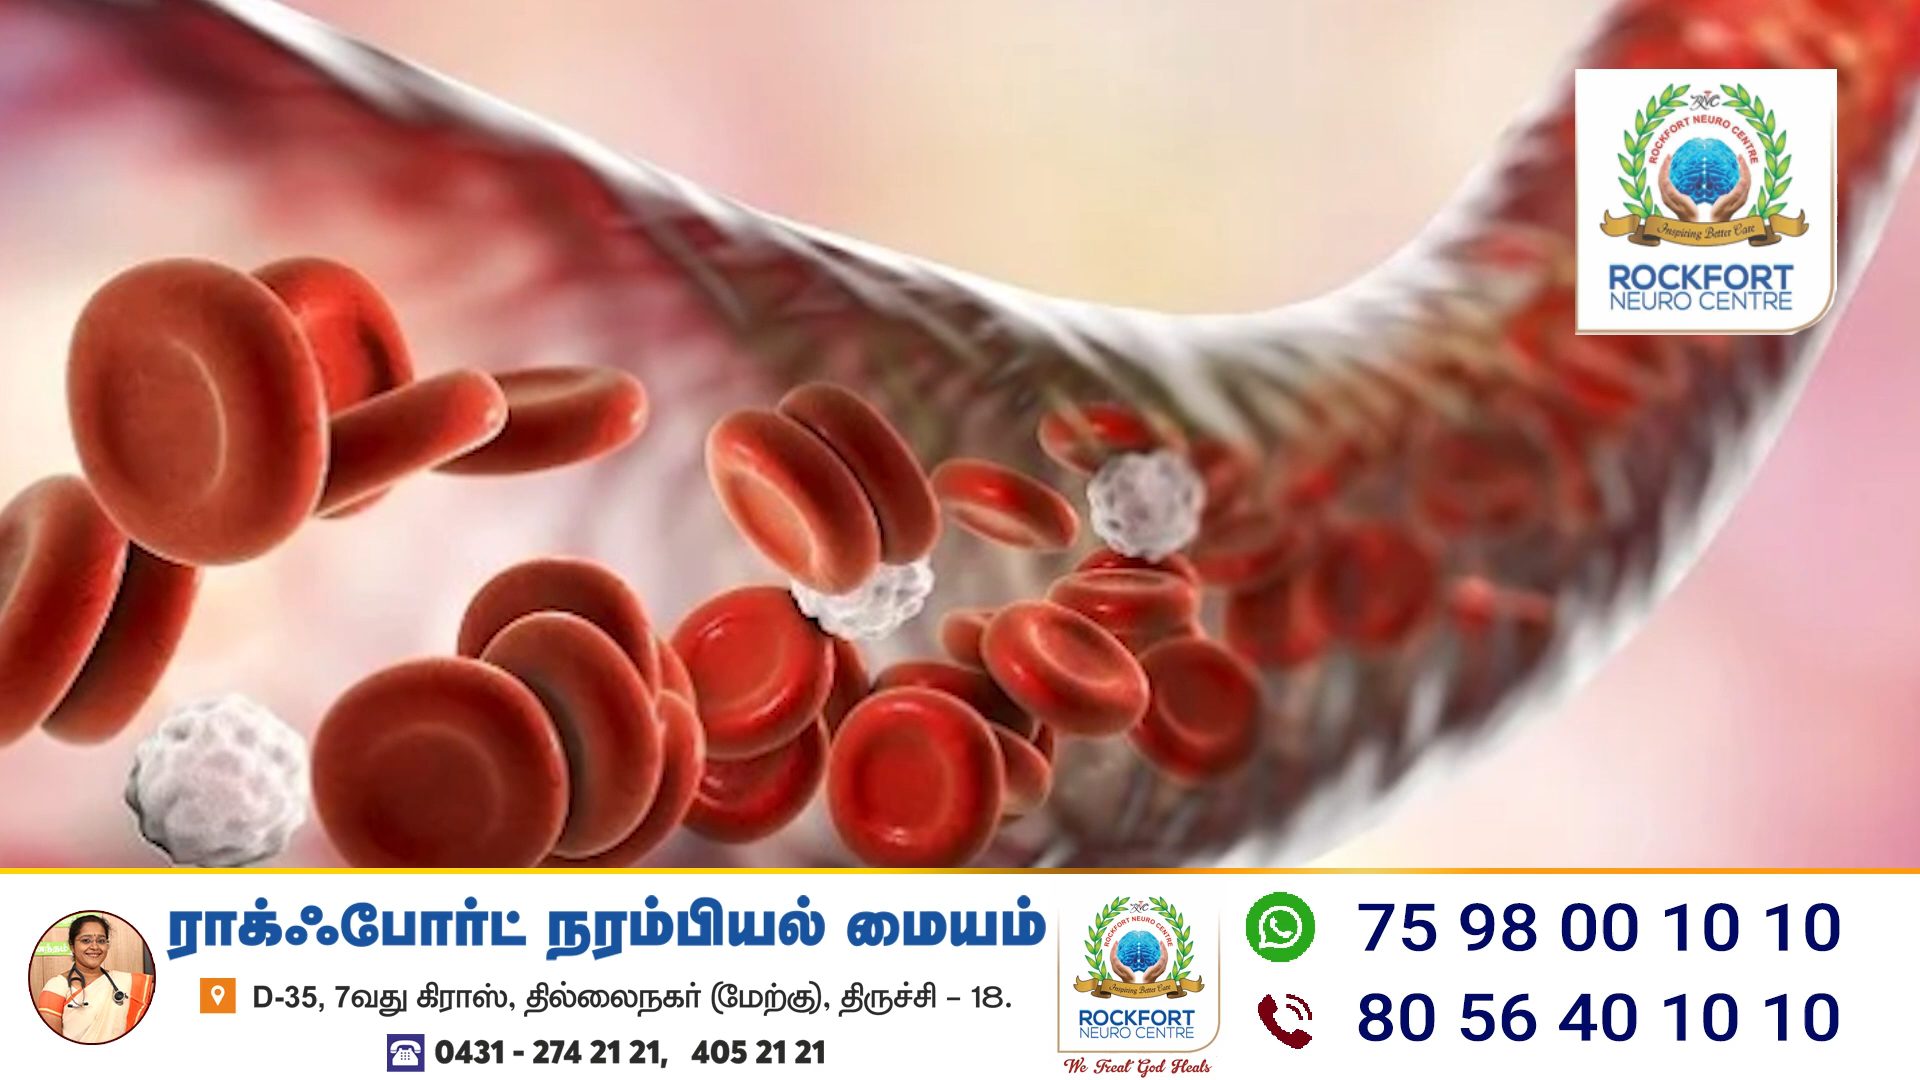 RNC
ROCKFORT NEURO CENTRE
Inspiring Better Care
ROCKFORT
NEURO CENTRE
ராக்ஃபோர்ட் நரம்பியல் மையம்
D-35, 7வது கிராஸ், தில்லைநகர் (மேற்கு), திருச்சி – 18.
0431 - 274 21 21, 405 21 21
RNC
ROCKFORT NEURO CENTRE
Inspiring Better Care
ROCKFORT
NEURO CENTRE
We Treat God Heals
75 98 00 10 10
80 56 40 10 10